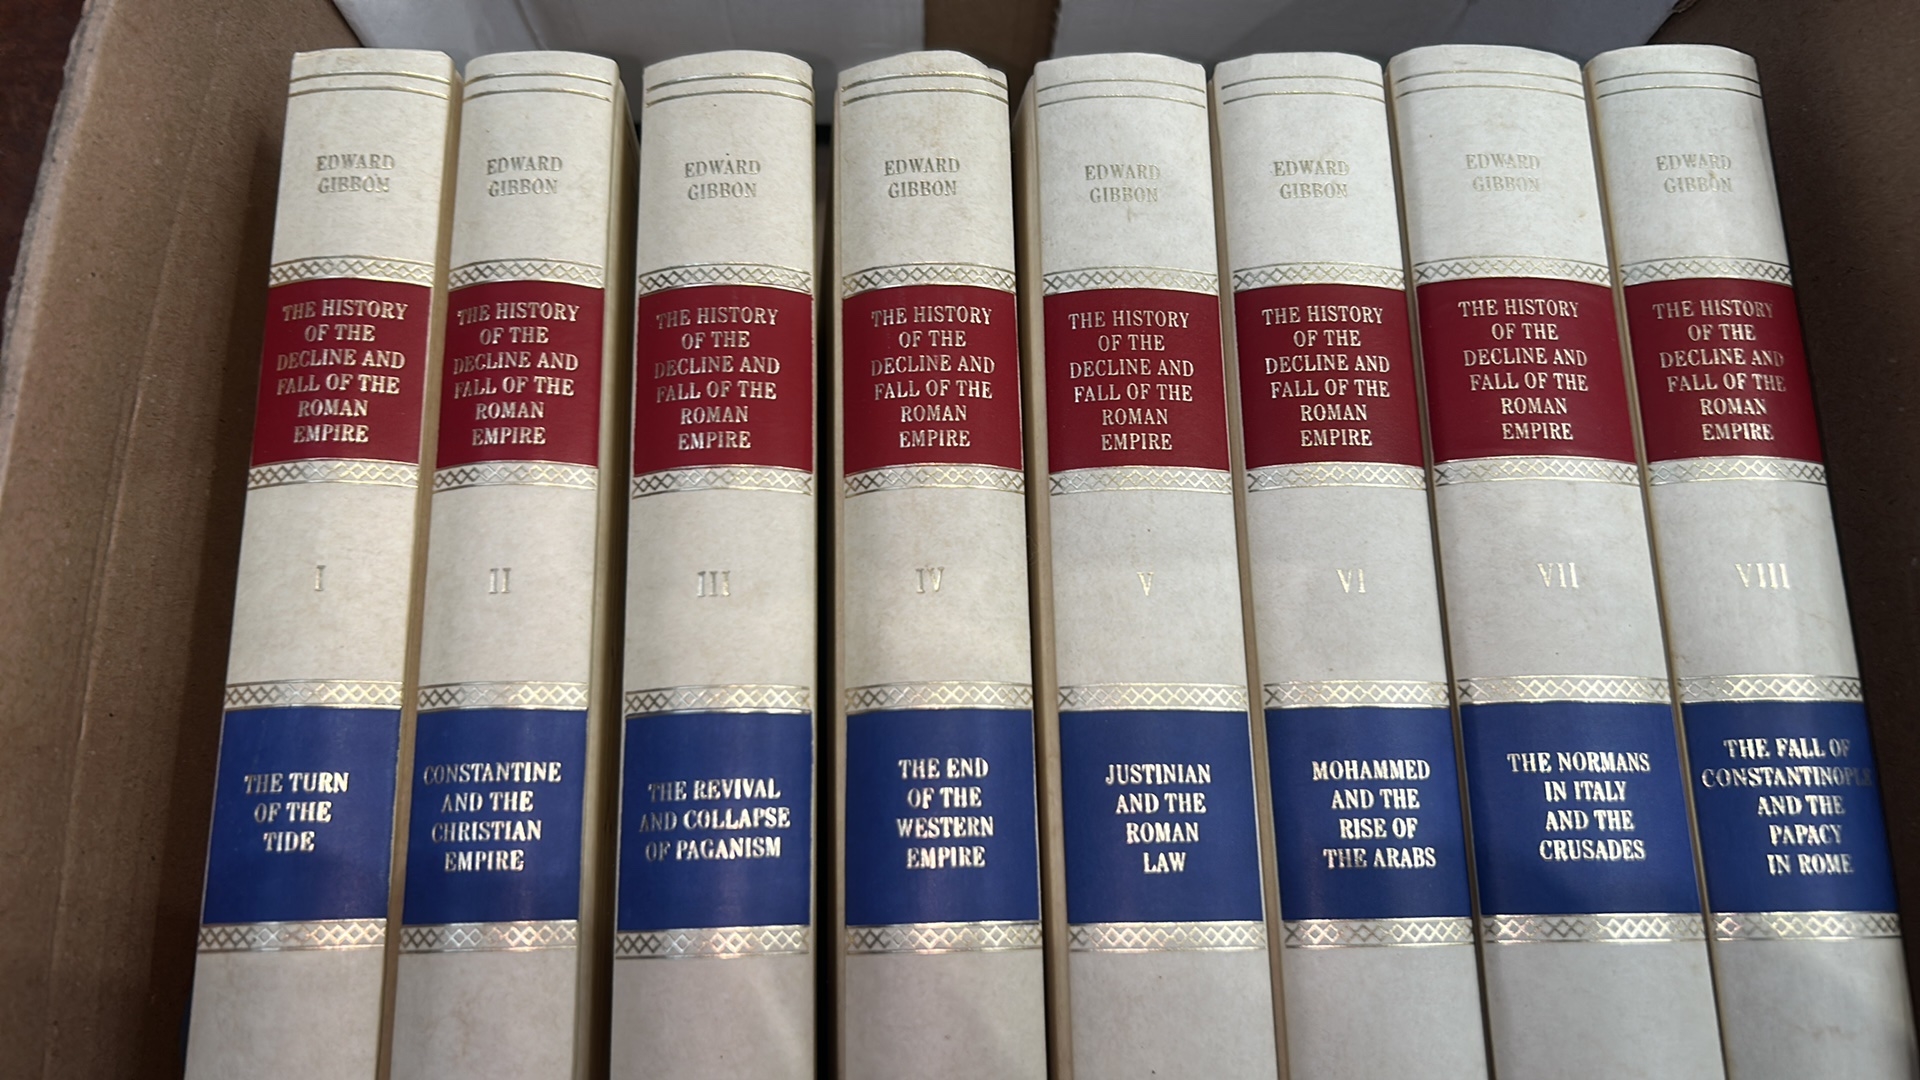 EDWARD
GIBBON
THE HISTORY
OF THE
DECLINE AND
FALL OF THE
ROMAN
EMPIRE
I
THE TURN
OF THE
TIDE
EDWARD
GIBBON
THE HISTORY
OF THE
DECLINE AND
FALL OF THE
ROMAN
EMPIRE
II
CONSTANTINE
AND THE
CHRISTIAN
EMPIRE
EDWARD
GIBBON
THE HISTORY
OF THE
DECLINE AND
FALL OF THE
ROMAN
EMPIRE
III
THE REVIVAL
AND COLLAPSE
OF PAGANISM
EDWARD
GIBBON
THE HISTORY
OF THE
DECLINE AND
FALL OF THE
ROMAN
EMPIRE
IV
THE END
OF THE
WESTERN
EMPIRE
EDWARD
GIBBON
THE HISTORY
OF THE
DECLINE AND
FALL OF THE
ROMAN
EMPIRE
V
JUSTINIAN
AND THE
ROMAN
LAW
EDWARD
GIBBON
THE HISTORY
OF THE
DECLINE AND
FALL OF THE
ROMAN
EMPIRE
VI
MOHAMMED
AND THE
RISE OF
THE ARABS
EDWARD
GIBBON
THE HISTORY
OF THE
DECLINE AND
FALL OF THE
ROMAN
EMPIRE
VII
THE NORMANS
IN ITALY
AND THE
CRUSADES
EDWARD
GIBBON
THE HISTORY
OF THE
DECLINE AND
FALL OF THE
ROMAN
EMPIRE
VIII
THE FALL OF
CONSTANTINOPLE
AND THE
PAPACY
IN ROME